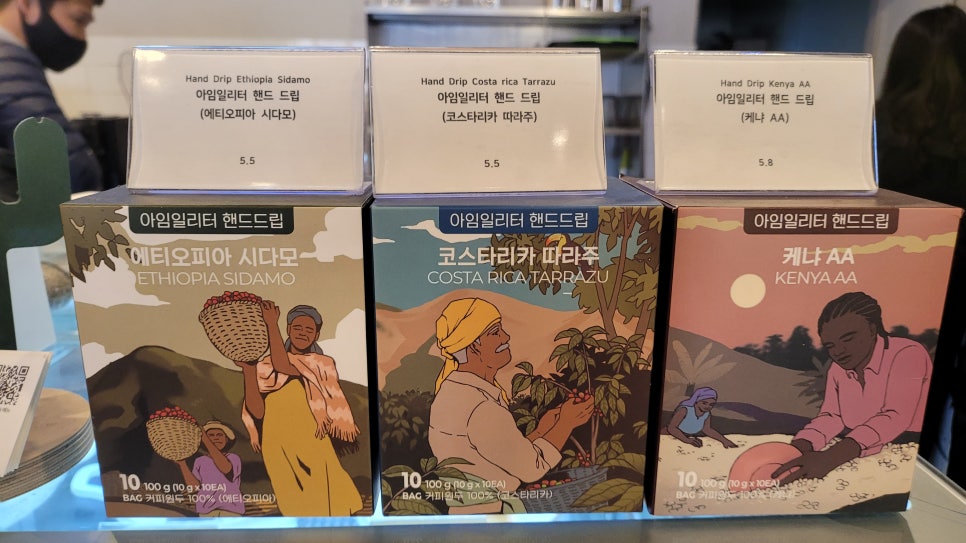 Hand Drip Ethiopia Sidamo
아임일리터 핸드 드립
(에티오피아 시다모)
5.5
Hand Drip Costa rica Tarrazu
아임일리터 핸드 드립
(코스타리카 따라주)
5.5
Hand Drip Kenya AA
아임일리터 핸드 드립
(케냐 AA)
5.8
아임일리터 핸드드립
에티오피아 시다모
ETHIOPIA SIDAMO
10 100 g (10 g x 10EA)
BAG 커피원두 100% (에티오피아)
아임일리터 핸드드립
코스타리카 따라주
COSTA RICA TARRAZU
10 100 g (10 g x 10EA)
BAG 커피원두 100% (코스타리카)
아임일리터 핸드드립
케냐 AA
KENYA AA
10 100 g (10 g x 10EA)
BAG 커피원두 100%